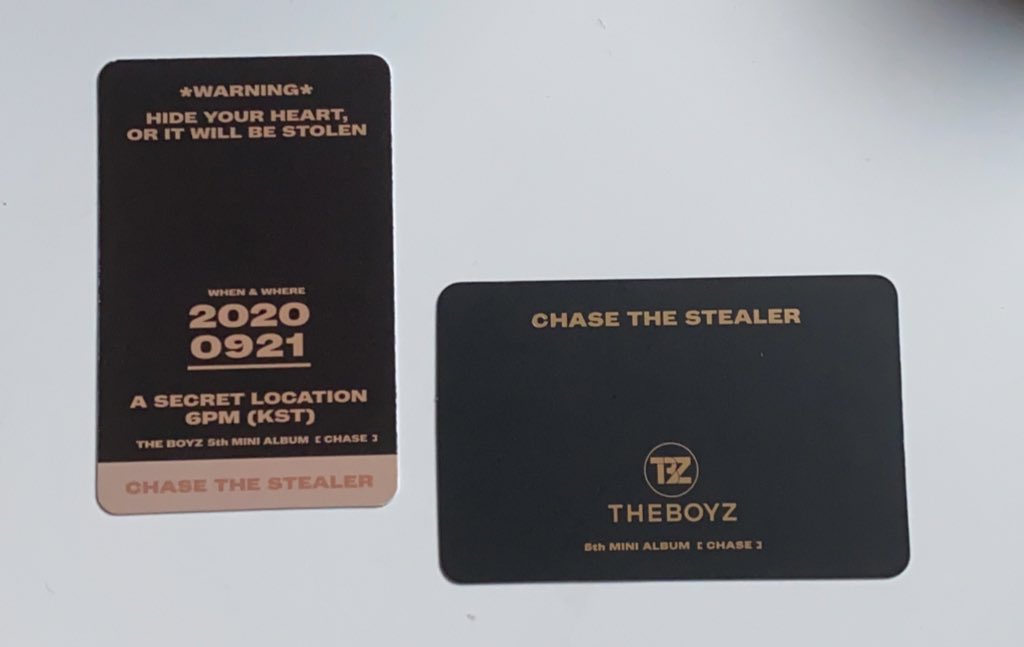 *WARNING*
HIDE YOUR HEART,
OR IT WILL BE STOLEN
WHEN & WHERE
2020
0921
A SECRET LOCATION
6PM (KST)
THE BOYZ 5th MINI ALBUM [ CHASE ]
CHASE THE STEALER
CHASE THE STEALER
TBZ
THEBOYZ
5th MINI ALBUM [ CHASE ]